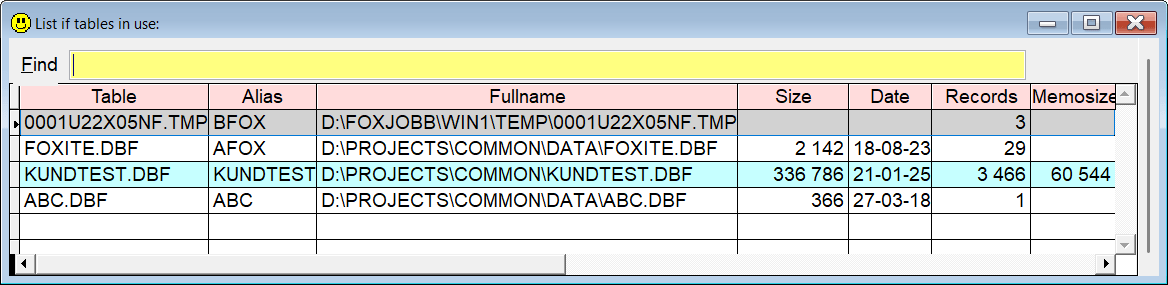 List if tables in use:
Find
Table Alias Fullname Size Date Records Memosize
0001U22X05NF.TMP BFOX D:\FOXJOBB\WIN1\TEMP\0001U22X05NF.TMP 3
FOXITE.DBF AFOX D:\PROJECTS\COMMON\DATA\FOXITE.DBF 2 142 18-08-23 29
KUNDTEST.DBF KUNDTEST D:\PROJECTS\COMMON\KUNDTEST.DBF 336 786 21-01-25 3 466 60 544
ABC.DBF ABC D:\PROJECTS\COMMON\DATA\ABC.DBF 366 27-03-18 1